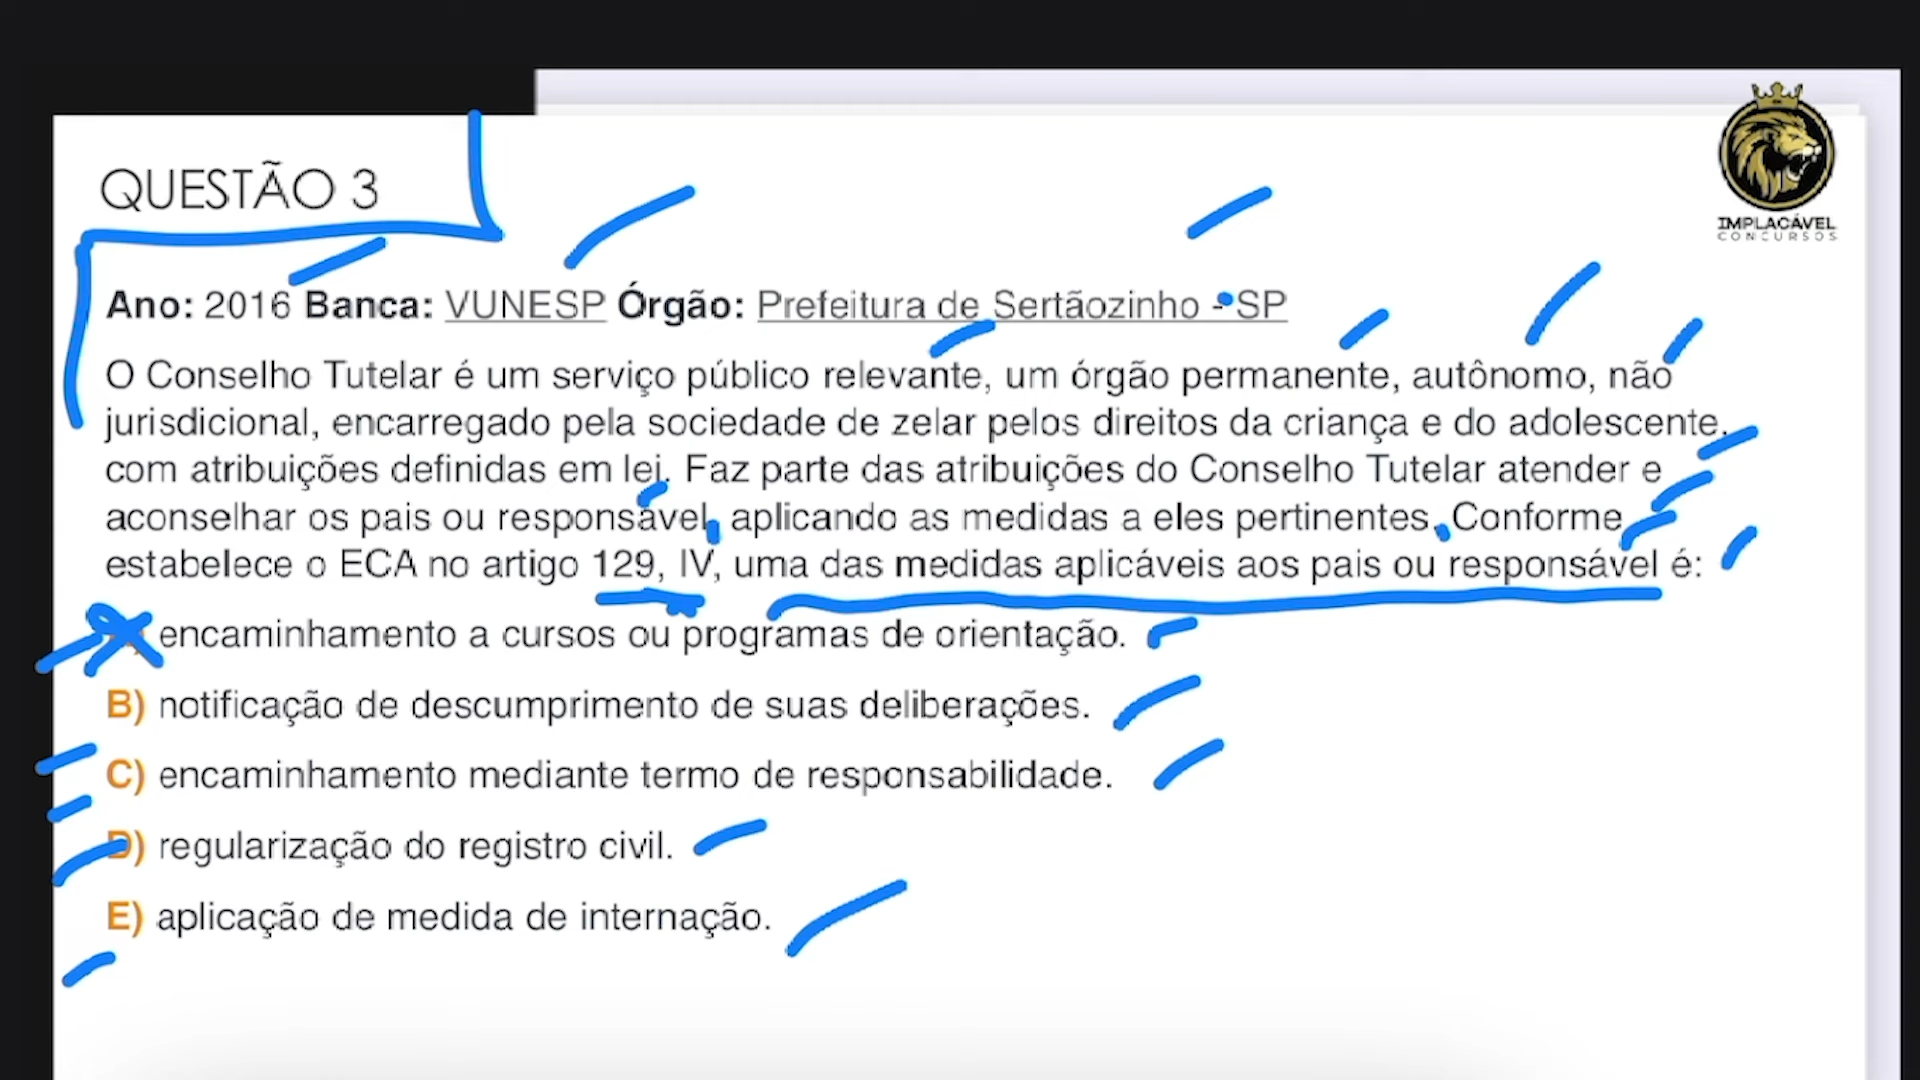 QUESTÃO 3
IMPLACÁVEL
CONCURSOS
Ano: 2016 Banca: VUNESP Órgão: Prefeitura de Sertãozinho - SP
O Conselho Tutelar é um serviço público relevante, um órgão permanente, autônomo, não
jurisdicional, encarregado pela sociedade de zelar pelos direitos da criança e do adolescente,
com atribuições definidas em lei. Faz parte das atribuições do Conselho Tutelar atender e
aconselhar os pais ou responsável, aplicando as medidas a eles pertinentes. Conforme
estabelece o ECA no artigo 129, IV, uma das medidas aplicáveis aos pais ou responsável é:
encaminhamento a cursos ou programas de orientação.
B) notificação de descumprimento de suas deliberações.
C) encaminhamento mediante termo de responsabilidade.
D) regularização do registro civil.
E) aplicação de medida de internação.